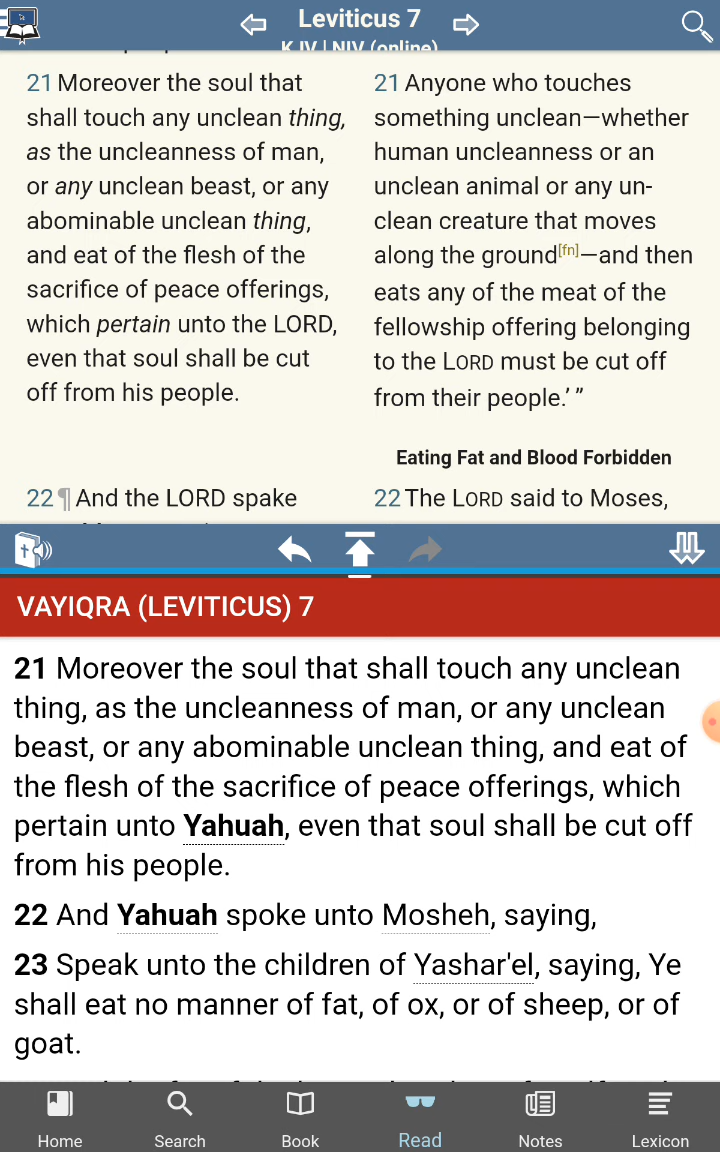 Leviticus 7
KJV | NIV (online)
21 Moreover the soul that
shall touch any unclean thing,
as the uncleanness of man,
or any unclean beast, or any
abominable unclean thing,
and eat of the flesh of the
sacrifice of peace offerings,
which pertain unto the LORD,
even that soul shall be cut
off from his people.
22 ¶ And the LORD spake
21 Anyone who touches
something unclean—whether
human uncleanness or an
unclean animal or any un-
clean creature that moves
along the ground[fn]—and then
eats any of the meat of the
fellowship offering belonging
to the LORD must be cut off
from their people.’ ”
Eating Fat and Blood Forbidden
22 The LORD said to Moses,
VAYIQRA (LEVITICUS) 7
21 Moreover the soul that shall touch any unclean
thing, as the uncleanness of man, or any unclean
beast, or any abominable unclean thing, and eat of
the flesh of the sacrifice of peace offerings, which
pertain unto Yahuah, even that soul shall be cut off
from his people.
22 And Yahuah spoke unto Mosheh, saying,
23 Speak unto the children of Yashar'el, saying, Ye
shall eat no manner of fat, of ox, or of sheep, or of
goat.
Home
Search
Book
Read
Notes
Lexicon